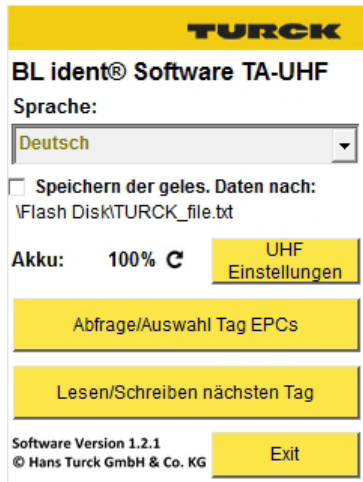 TURCK
BL ident® Software TA-UHF
Sprache:
Deutsch
Speichern der geles. Daten nach:
\Flash Disk\TURCK_file.txt
Akku: 100%
UHF
Einstellungen
Abfrage/Auswahl Tag EPCs
Lesen/Schreiben nächsten Tag
Software Version 1.2.1
© Hans Turck GmbH & Co. KG
Exit